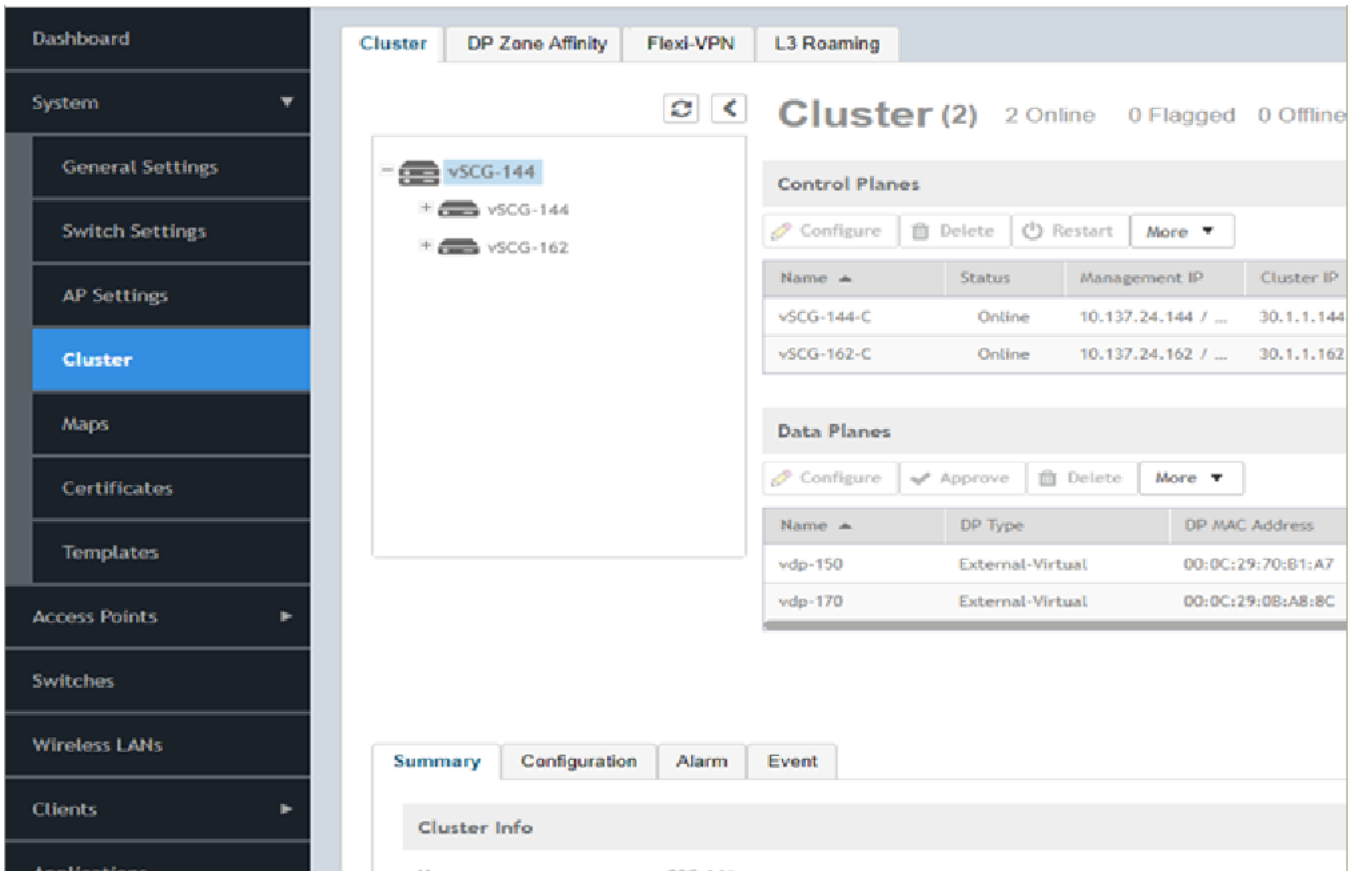 Dashboard
System
General Settings
Switch Settings
AP Settings
Cluster
Maps
Certificates
Templates
Access Points
Switches
Wireless LANs
Clients
Cluster DP Zone Affinity Flexi-VPN L3 Roaming
vSCG-144
vSCG-144
vSCG-162
Cluster (2) 2 Online 0 Flagged 0 Offline
Control Planes
Configure Delete Restart More
Name Status Management IP Cluster IP
vSCG-144-C Online 10.137.24.144 / ... 30.1.1.144
vSCG-162-C Online 10.137.24.162 / ... 30.1.1.162
Data Planes
Configure Approve Delete More
Name DP Type DP MAC Address
vdp-150 External-Virtual 00:0C:29:70:B1:A7
vdp-170 External-Virtual 00:0C:29:0B:A8:8C
Summary Configuration Alarm Event
Cluster Info